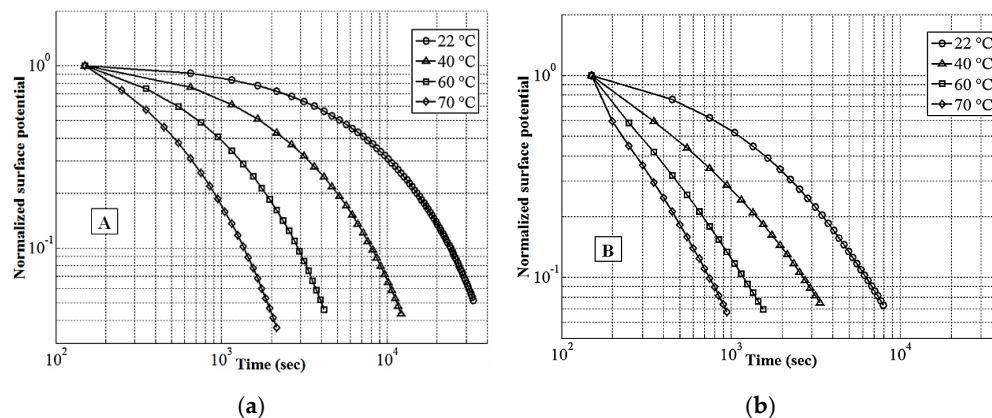 Normalized surface potential
10^0
10^-1
10^2
10^3
10^4
Time (sec)
22 °C
40 °C
60 °C
70 °C
A
(a)
Normalized surface potential
10^0
10^-1
10^2
10^3
10^4
Time (sec)
22 °C
40 °C
60 °C
70 °C
B
(b)